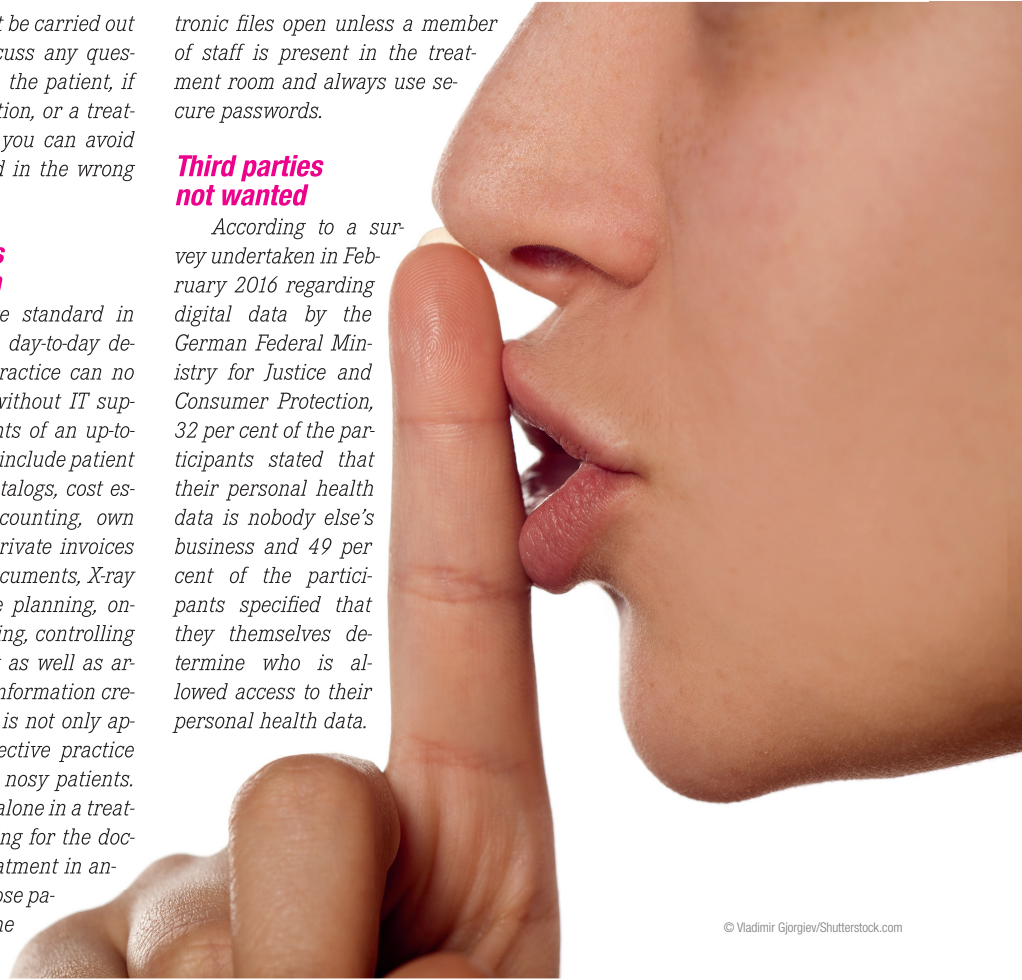 t be carried out
cuss any ques-
the patient, if
tion, or a treat-
you can avoid
d in the wrong
s
e standard in
day-to-day de-
ractice can no
without IT sup-
nts of an up-to-
include patient
talogs, cost es-
counting, own
rivate invoices
cuments, X-ray
e planning, on-
ing, controlling
as well as ar-
nformation cre-
is not only ap-
ective practice
nosy patients.
alone in a treat-
ng for the doc-
atment in an-
ose pa-
tronic files open unless a member
of staff is present in the treat-
ment room and always use se-
cure passwords.
Third parties
not wanted
According to a sur-
vey undertaken in Feb-
ruary 2016 regarding
digital data by the
German Federal Min-
istry for Justice and
Consumer Protection,
32 per cent of the par-
ticipants stated that
their personal health
data is nobody else’s
business and 49 per
cent of the partici-
pants specified that
they themselves de-
termine who is al-
lowed access to their
personal health data.
© Vladimir Gjorgiev/Shutterstock.com